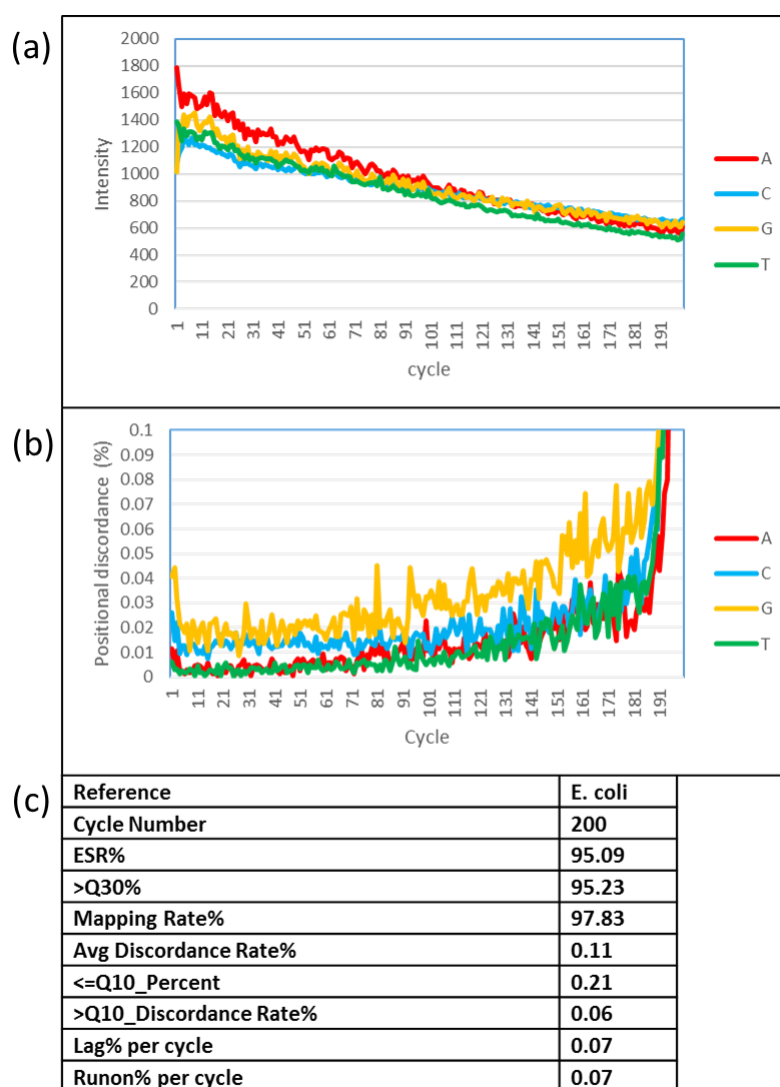 (a)
2000
1800
1600
1400
1200
1000
800
600
400
200
0
Intensity
1 11 21 31 41 51 61 71 81 91 101 111 121 131 141 151 161 171 181 191
cycle
A
C
G
T
(b)
0.1
0.09
0.08
0.07
0.06
0.05
0.04
0.03
0.02
0.01
0
Positional discordance (%)
1 11 21 31 41 51 61 71 81 91 101 111 121 131 141 151 161 171 181 191
Cycle
A
C
G
T
(c)
Reference E. coli
Cycle Number 200
ESR% 95.09
>Q30% 95.23
Mapping Rate% 97.83
Avg Discordance Rate% 0.11
<=Q10_Percent 0.21
>Q10_Discordance Rate% 0.06
Lag% per cycle 0.07
Runon% per cycle 0.07